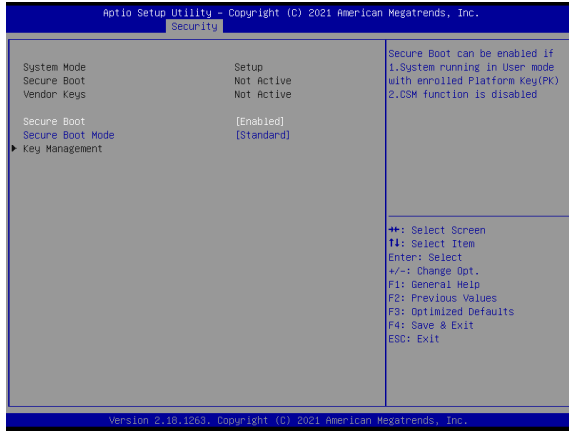 Aptio Setup Utility – Copyright (C) 2021 American Megatrends, Inc.
Security
System Mode Setup
Secure Boot Not Active
Vendor Keys Not Active
Secure Boot [Enabled]
Secure Boot Mode [Standard]
Key Management
Secure Boot can be enabled if
1.System running in User mode
with enrolled Platform Key(PK)
2.CSM function is disabled
→←: Select Screen
↑↓: Select Item
Enter: Select
+/-: Change Opt.
F1: General Help
F2: Previous Values
F3: Optimized Defaults
F4: Save & Exit
ESC: Exit
Version 2.18.1263. Copyright (C) 2021 American Megatrends, Inc.